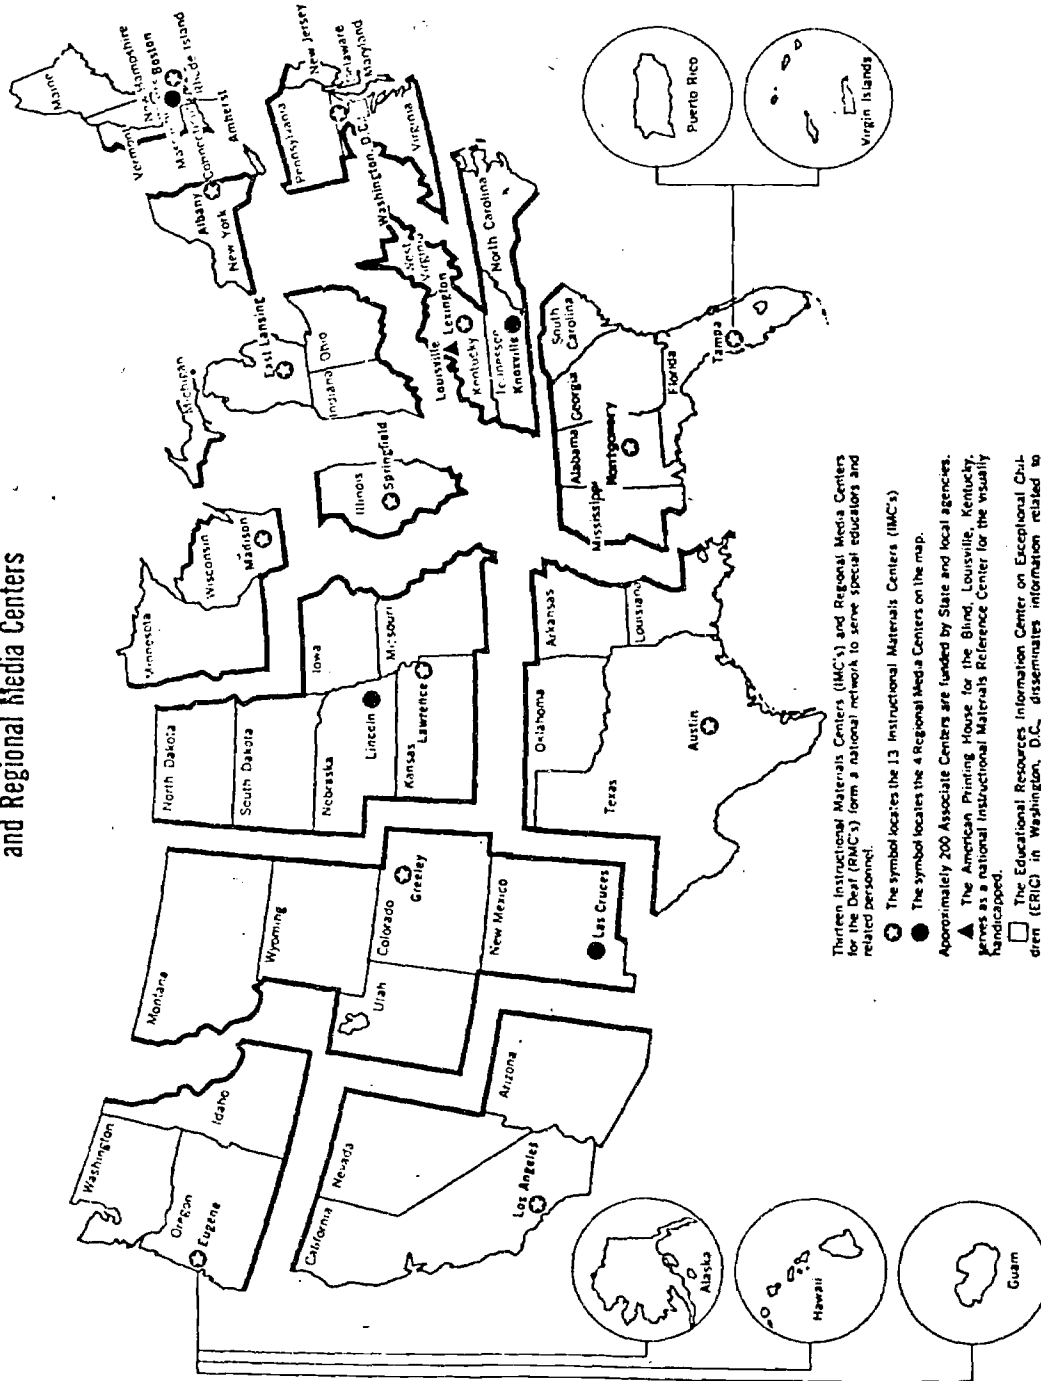 and Regional Media Centers
Washington
Oregon
Eugene
Idaho
California
Nevada
Los Angeles
Arizona
Montana
Wyoming
Utah
Colorado
Greeley
New Mexico
Las Cruces
North Dakota
South Dakota
Nebraska
Lincoln
Kansas
Lawrence
Iowa
Missouri
Oklahoma
Texas
Austin
Arkansas
Louisiana
Minnesota
Wisconsin
Madison
Illinois
Springfield
Michigan
East Lansing
Indiana
Ohio
Louisville
Lexington
Kentucky
Tennessee
Knoxville
North Carolina
West Virginia
Virginia
Washington, D.C.
Maryland
Delaware
New Jersey
Pennsylvania
New York
Albany
Amherst
Connecticut
Rhode Island
Boston
Vermont
Maine
Mississippi
Alabama
Montgomery
Georgia
South Carolina
Florida
Tampa
Puerto Rico
Virgin Islands
Alaska
Hawaii
Guam
Thirteen Instructional Materials Centers (IMC's) and Regional Media Centers
for the Deaf (RMC's) form a national network to serve special educators and
related personnel.
The symbol locates the 13 Instructional Materials Centers (IMC's)
The symbol locates the 4 Regional Media Centers on the map.
Approximately 200 Associate Centers are funded by State and local agencies.
The American Printing House for the Blind, Louisville, Kentucky,
serves as a national Instructional Materials Reference Center for the visually
handicapped.
The Educational Resources Information Center on Exceptional Chil-
dren (ERIC) in Washington, D.C., disseminates information related to